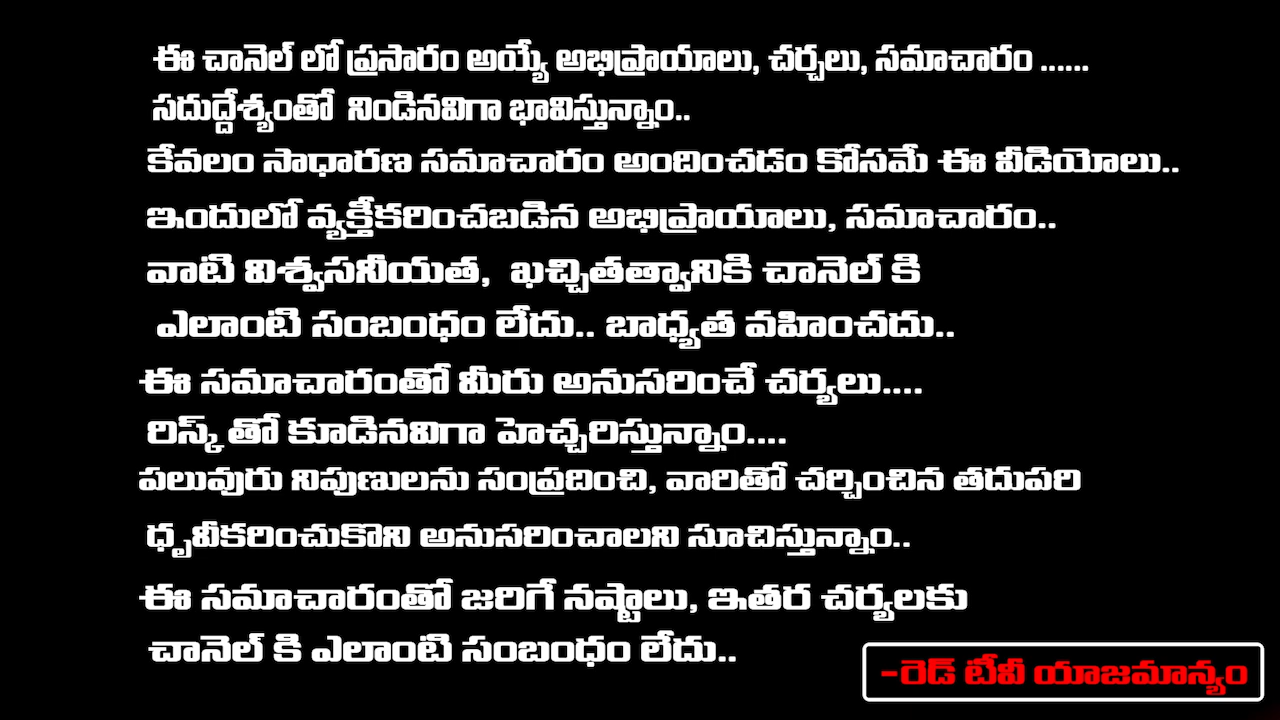 ఈ చానెల్ లో ప్రసారం అయ్యే అభిప్రాయాలు, చర్చలు, సమాచారం ......
సదుద్దేశ్యంతో నిండినవిగా భావిస్తున్నాం..
కేవలం సాధారణ సమాచారం అందించడం కోసమే ఈ వీడియోలు..
ఇందులో వ్యక్తీకరించబడిన అభిప్రాయాలు, సమాచారం..
వాటి విశ్వసనీయత, ఖచ్చితత్వానికి చానెల్ కి
ఎలాంటి సంబంధం లేదు.. బాధ్యత వహించదు..
ఈ సమాచారంతో మీరు అనుసరించే చర్యలు....
రిస్క్ తో కూడినవిగా హెచ్చరిస్తున్నాం....
పలువురు నిపుణులను సంప్రదించి, వారితో చర్చించిన తదుపరి
ధృవీకరించుకొని అనుసరించాలని సూచిస్తున్నాం..
ఈ సమాచారంతో జరిగే నష్టాలు, ఇతర చర్యలకు
చానెల్ కి ఎలాంటి సంబంధం లేదు..
-రెడ్ టీవీ యాజమాన్యం